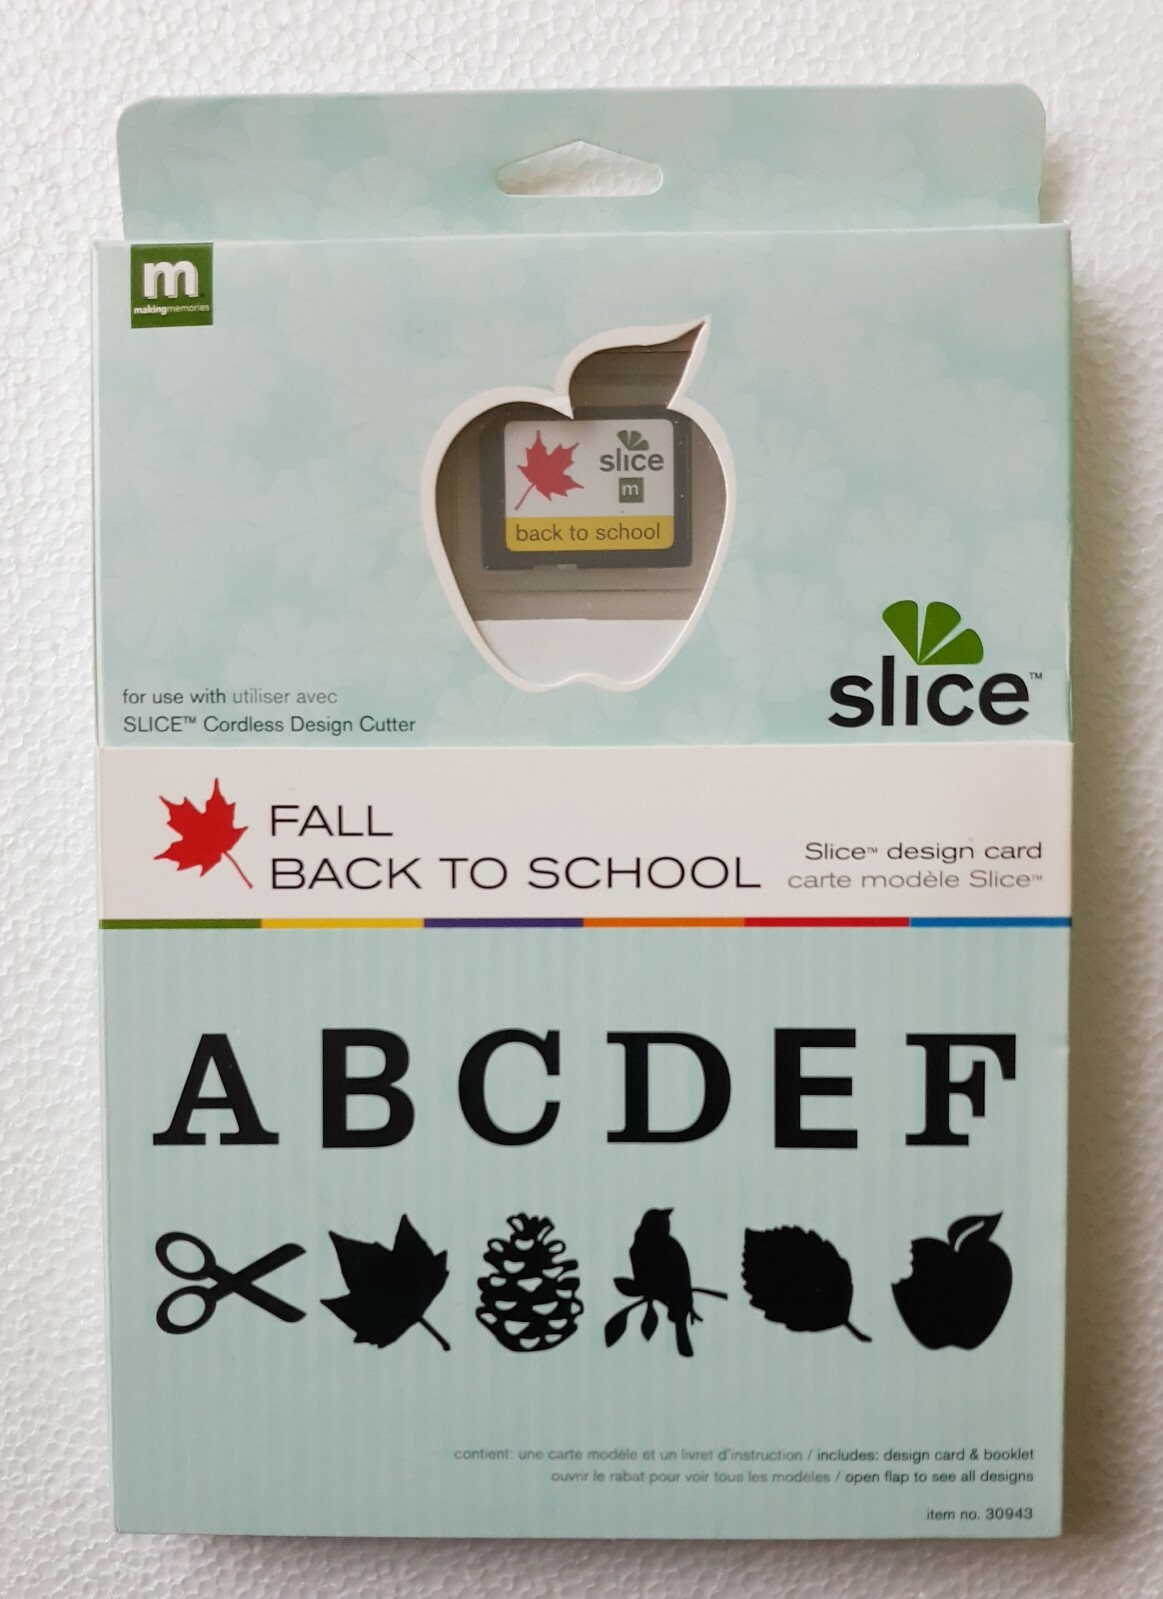 m
makingmemories
slice
m
back to school
slice™
for use with utiliser avec
SLICE™ Cordless Design Cutter
FALL
BACK TO SCHOOL
Slice™ design card
carte modèle Slice™
A B C D E F
contient: une carte modèle et un livret d'instruction / includes: design card & booklet
ouvrir le rabat pour voir tous les modèles / open flap to see all designs
item no. 30943